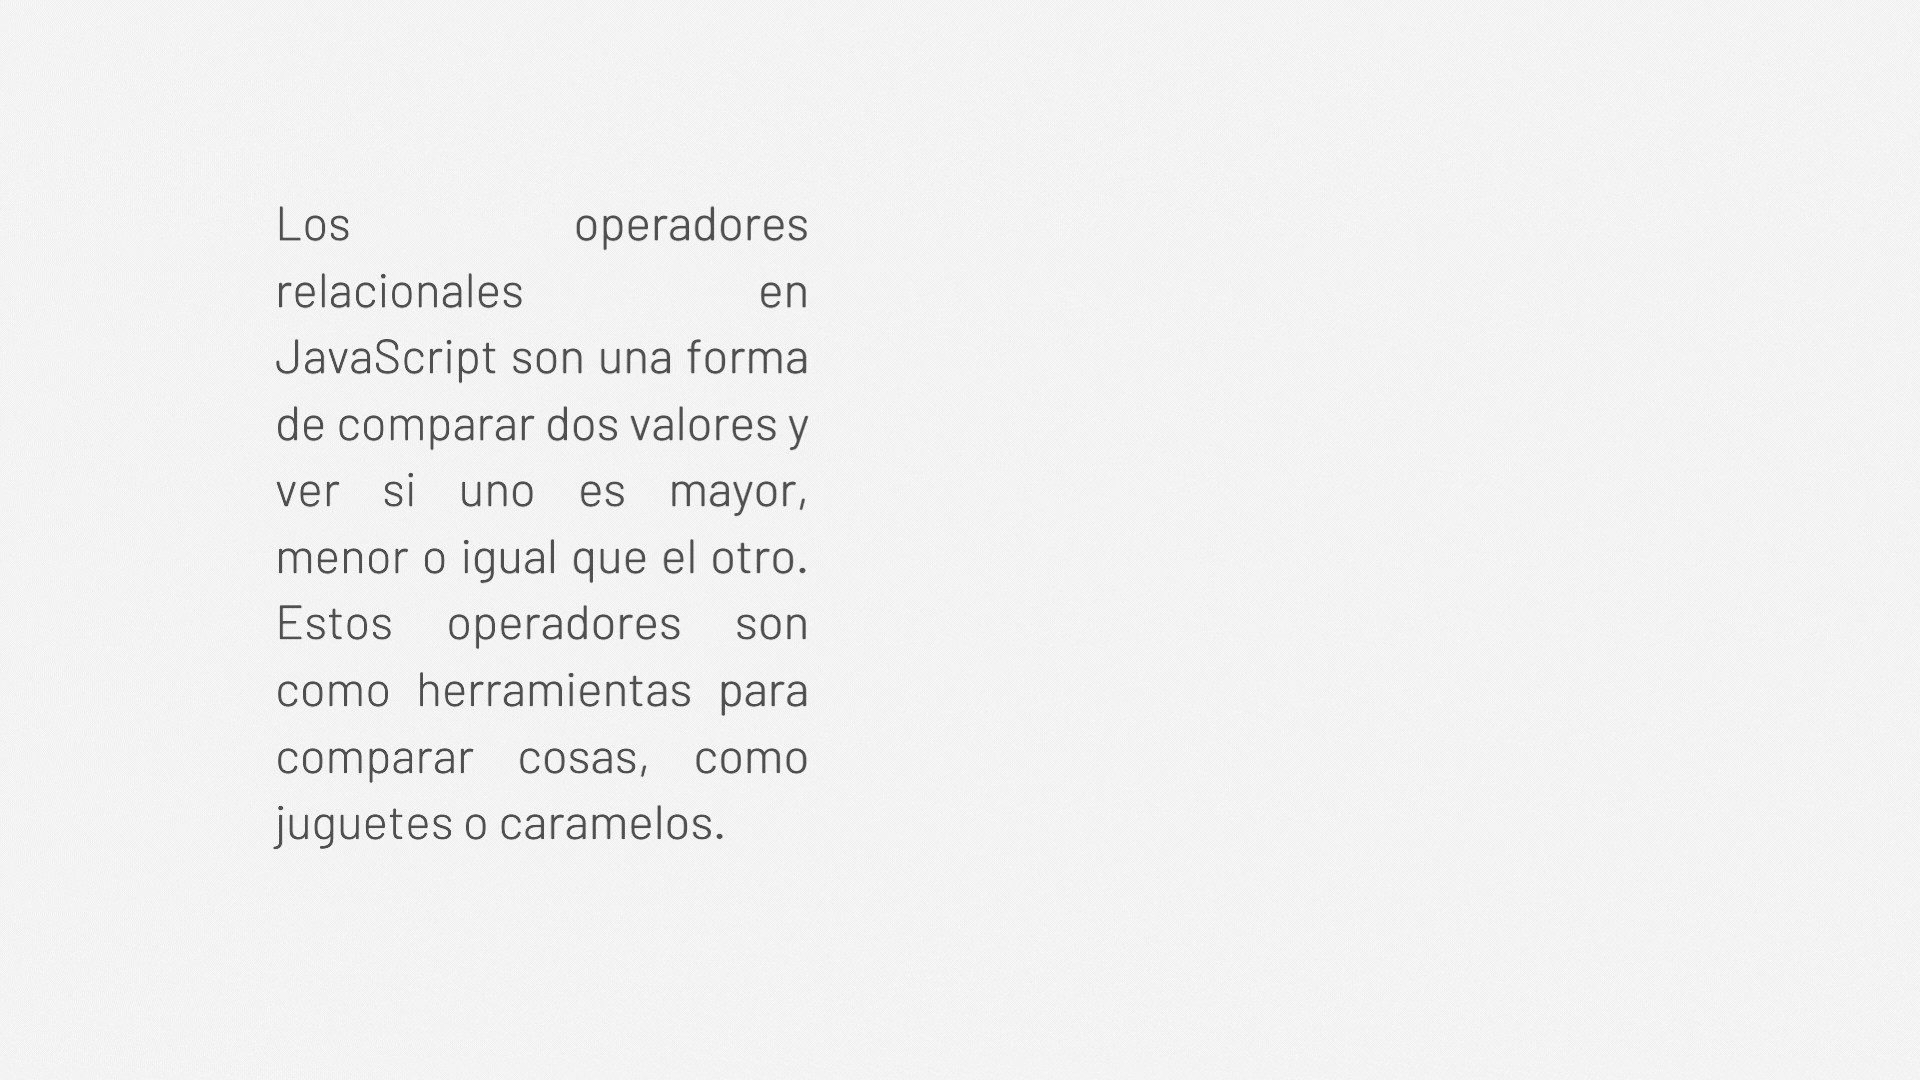 Los operadores
relacionales en
JavaScript son una forma
de comparar dos valores y
ver si uno es mayor,
menor o igual que el otro.
Estos operadores son
como herramientas para
comparar cosas, como
juguetes o caramelos.